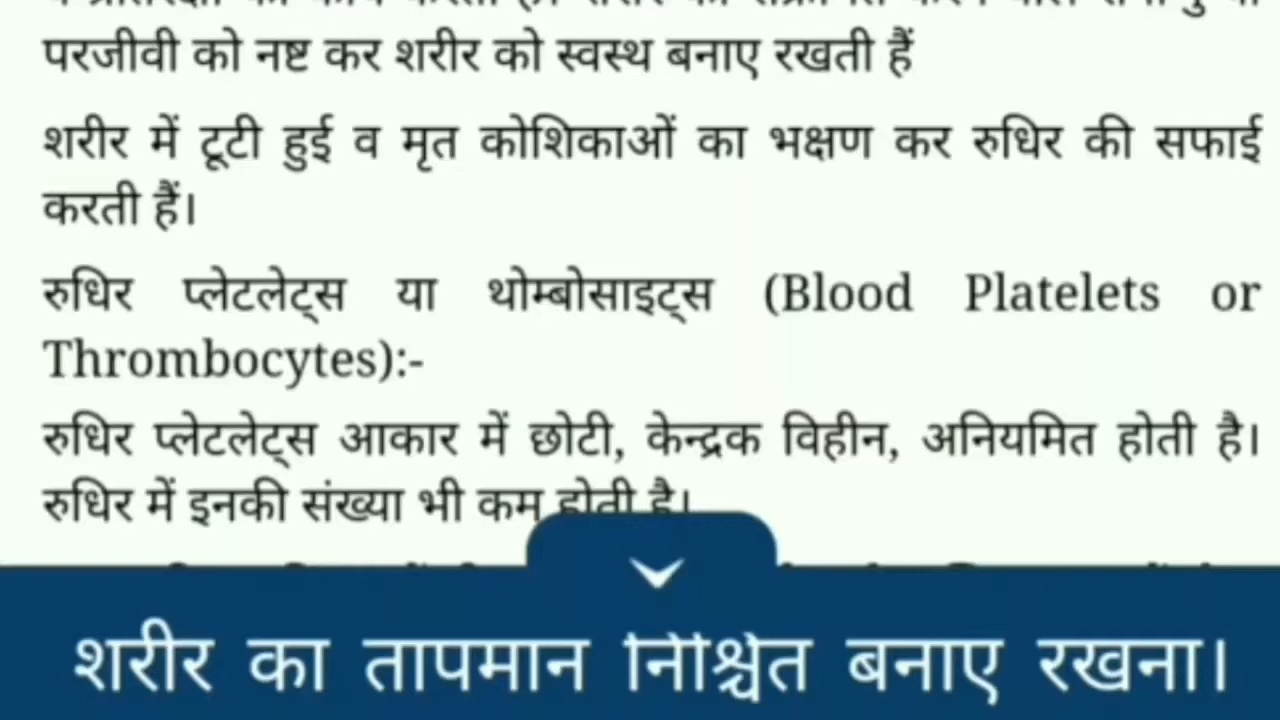 परजीवी को नष्ट कर शरीर को स्वस्थ बनाए रखती हैं
शरीर में टूटी हुई व मृत कोशिकाओं का भक्षण कर रुधिर की सफाई
करती हैं।
रुधिर प्लेटलेट्स या थोम्बोसाइट्स (Blood Platelets or
Thrombocytes):-
रुधिर प्लेटलेट्स आकार में छोटी, केन्द्रक विहीन, अनियमित होती है।
रुधिर में इनकी संख्या भी कम होती है।
शरीर का तापमान निश्चित बनाए रखना।